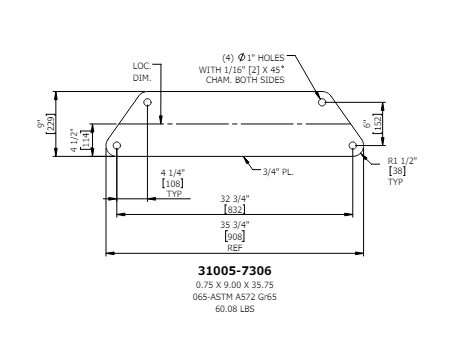 (4) Ø 1" HOLES
WITH 1/16" [2] X 45°
CHAM. BOTH SIDES
LOC.
DIM.
9"
[229]
4 1/2"
[114]
6"
[152]
R1 1/2"
[38]
TYP
3/4" PL.
4 1/4"
[108]
TYP
32 3/4"
[832]
35 3/4"
[908]
REF
31005-7306
0.75 X 9.00 X 35.75
065-ASTM A572 Gr65
60.08 LBS